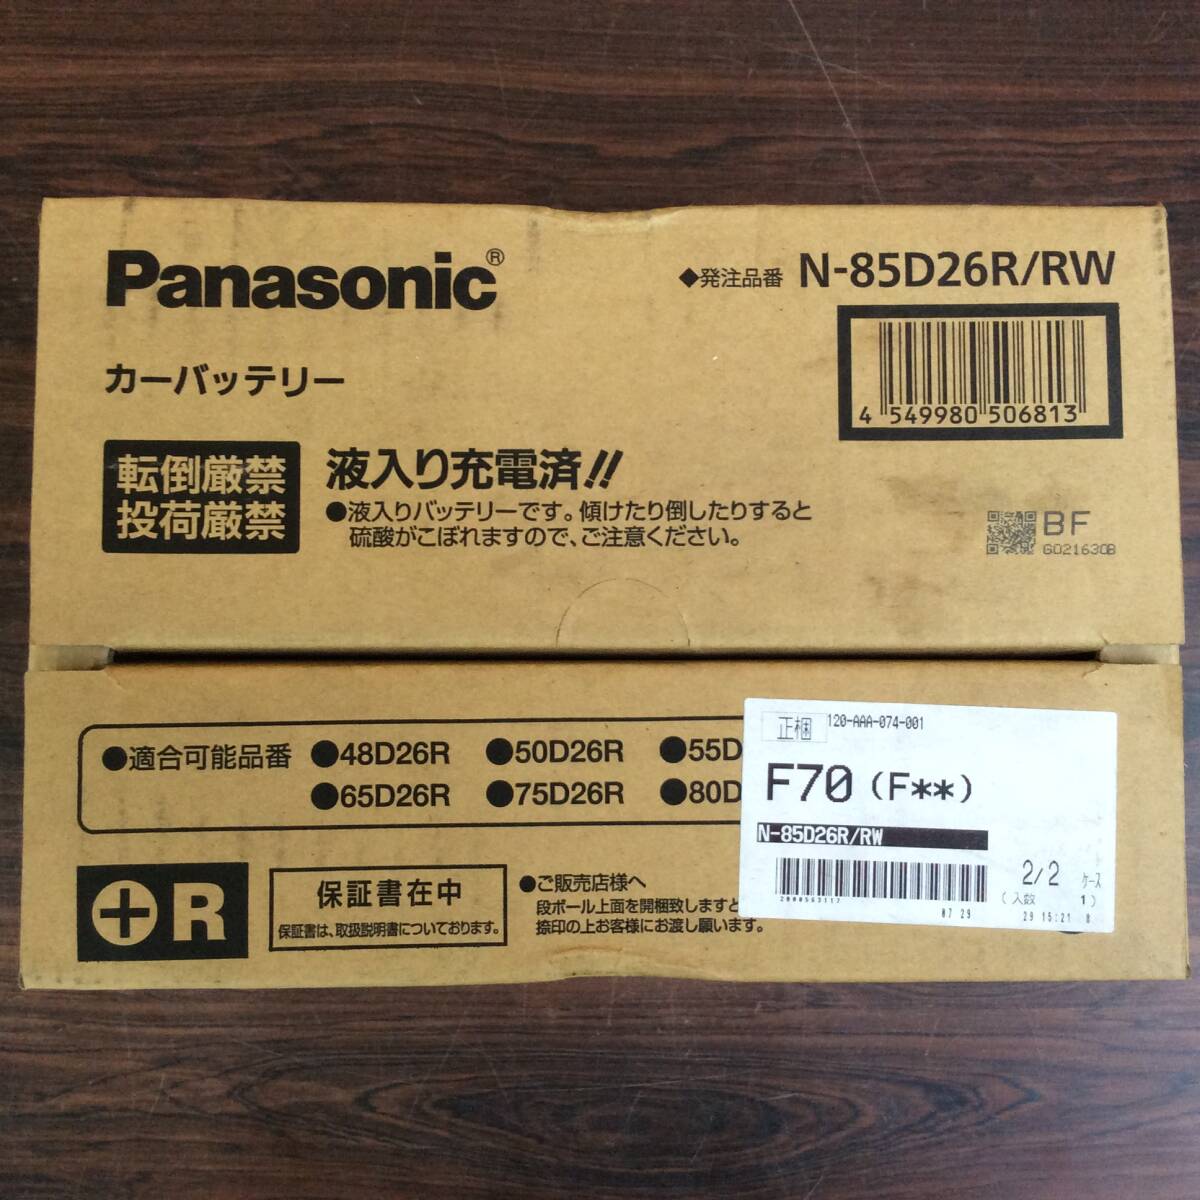 Panasonic®
◆発注品番 N-85D26R/RW
4 549980 506813
カーバッテリー
転倒厳禁
投荷厳禁
液入り充電済!!
●液入りバッテリーです。傾けたり倒したりすると
硫酸がこぼれますので、ご注意ください。
BF
G021630B
●適合可能品番 ●48D26R ●50D26R ●55D
●65D26R ●75D26R ●80D
⊕R
保証書在中
保証書は、取扱説明書についております。
●ご販売店様へ
段ボール上面を開梱致しますと
捺印の上お客様にお渡し願います。
正梱 120-AAA-074-001
F70 (F**)
N-85D26R/RW
2000563117
2/2 ケース
(入数 1)
07 29 29 15:21 8